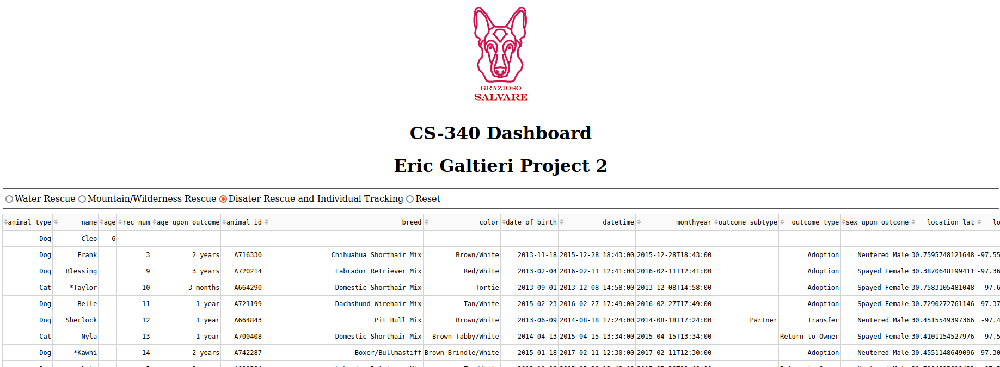 GRAZIOSO
SALVARE
CS-340 Dashboard
Eric Galtieri Project 2
Water Rescue Mountain/Wilderness Rescue Disater Rescue and Individual Tracking Reset
animal_type name age rec_num age_upon_outcome animal_id breed color date_of_birth datetime monthyear outcome_subtype outcome_type sex_upon_outcome location_lat lo
Dog Cleo 6
Dog Frank 3 2 years A716330 Chihuahua Shorthair Mix Brown/White 2013-11-18 2015-12-28 18:43:00 2015-12-28T18:43:00 Adoption Neutered Male 30.7595748121648 -97.55
Dog Blessing 9 3 years A720214 Labrador Retriever Mix Red/White 2013-02-04 2016-02-11 12:41:00 2016-02-11T12:41:00 Adoption Spayed Female 30.3870648199411 -97.36
Cat *Taylor 10 3 months A664290 Domestic Shorthair Mix Tortie 2013-09-01 2013-12-08 14:58:00 2013-12-08T14:58:00 Adoption Spayed Female 30.7583105481048 -97.6
Dog Belle 11 1 year A721199 Dachshund Wirehair Mix Tan/White 2015-02-23 2016-02-27 17:49:00 2016-02-27T17:49:00 Adoption Spayed Female 30.7290272761146 -97.37
Dog Sherlock 12 1 year A664843 Pit Bull Mix Brown/White 2013-06-09 2014-08-18 17:24:00 2014-08-18T17:24:00 Partner Transfer Neutered Male 30.4515549397366 -97.4
Cat Nyla 13 1 year A700408 Domestic Shorthair Mix Brown Tabby/White 2014-04-13 2015-04-15 13:34:00 2015-04-15T13:34:00 Return to Owner Spayed Female 30.4101154527976 -97.5
Dog *Kawhi 14 2 years A742287 Boxer/Bullmastiff Brown Brindle/White 2015-01-18 2017-02-11 12:30:00 2017-02-11T12:30:00 Adoption Neutered Male 30.4551148649096 -97.30